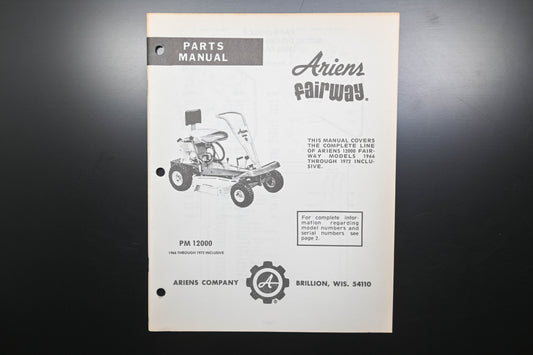 PARTS
MANUAL
Ariens
fairway®
THIS MANUAL COVERS
THE COMPLETE LINE
OF ARIENS 12000 FAIR-
WAY MODELS 1966
THROUGH 1972 INCLU-
SIVE.
For complete infor-
mation regarding
model numbers and
serial numbers see
page 2.
PM 12000
1966 THROUGH 1972 INCLUSIVE
ARIENS COMPANY A ® BRILLION, WIS. 54110